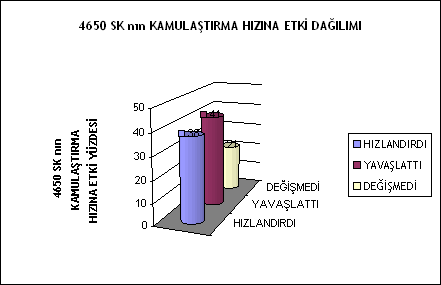 4650 SK nın KAMULAŞTIRMA HIZINA ETKİ DAĞILIMI
4650 SK nın
KAMULAŞTIRMA
HIZINA ETKİ YÜZDESİ
50
40
30
20
10
0
DEĞİŞMEDİ
YAVAŞLATTI
HIZLANDIRDI
HIZLANDIRDI
YAVAŞLATTI
DEĞİŞMEDİ